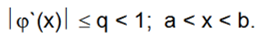 |φ`(x)| ≤ q < 1; a < x < b.